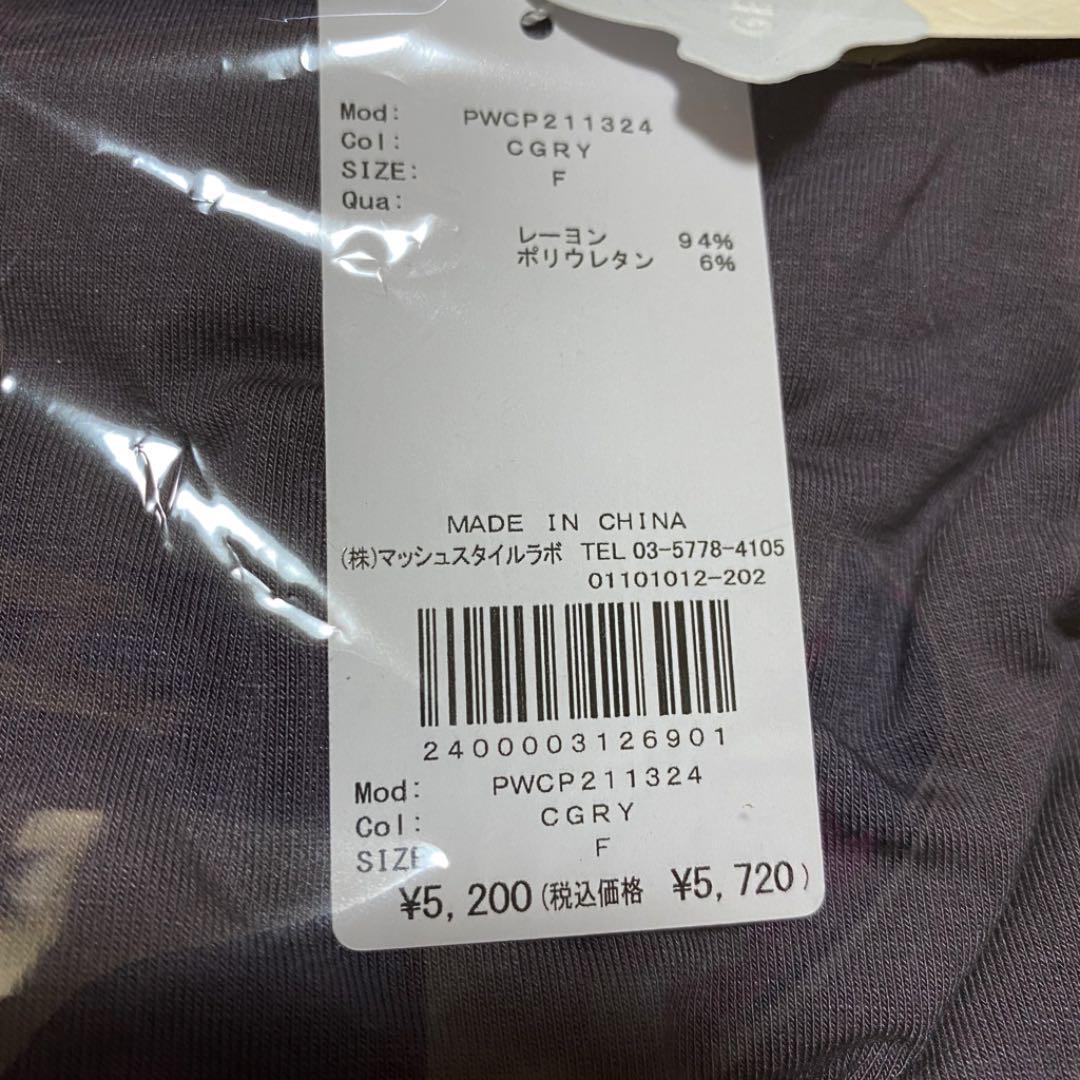 Mod: PWCP211324
Col: CGRY
SIZE: F
Qua:
レーヨン 94%
ポリウレタン 6%
MADE IN CHINA
(株)マッシュスタイルラボ TEL 03-5778-4105
01101012-202
2400003126901
Mod: PWCP211324
Col: CGRY
SIZE F
¥5,200(税込価格 ¥5,720)